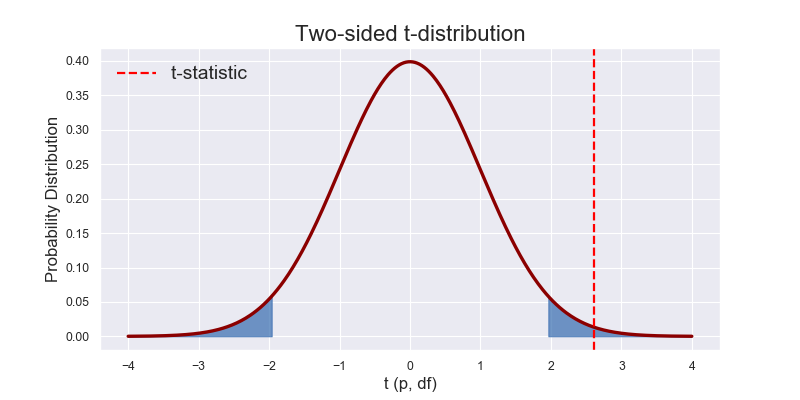 Two-sided t-distribution
t-statistic
Probability Distribution
0.40
0.35
0.30
0.25
0.20
0.15
0.10
0.05
0.00
−4 −3 −2 −1 0 1 2 3 4
t (p, df)